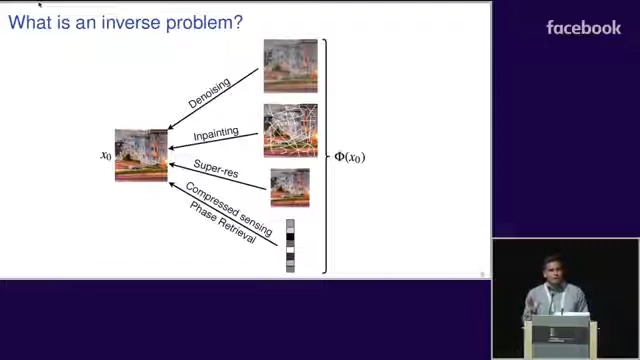 What is an inverse problem?
facebook
Denoising
Inpainting
x₀
Φ(x₀)
Super-res
Compressed sensing
Phase Retrieval